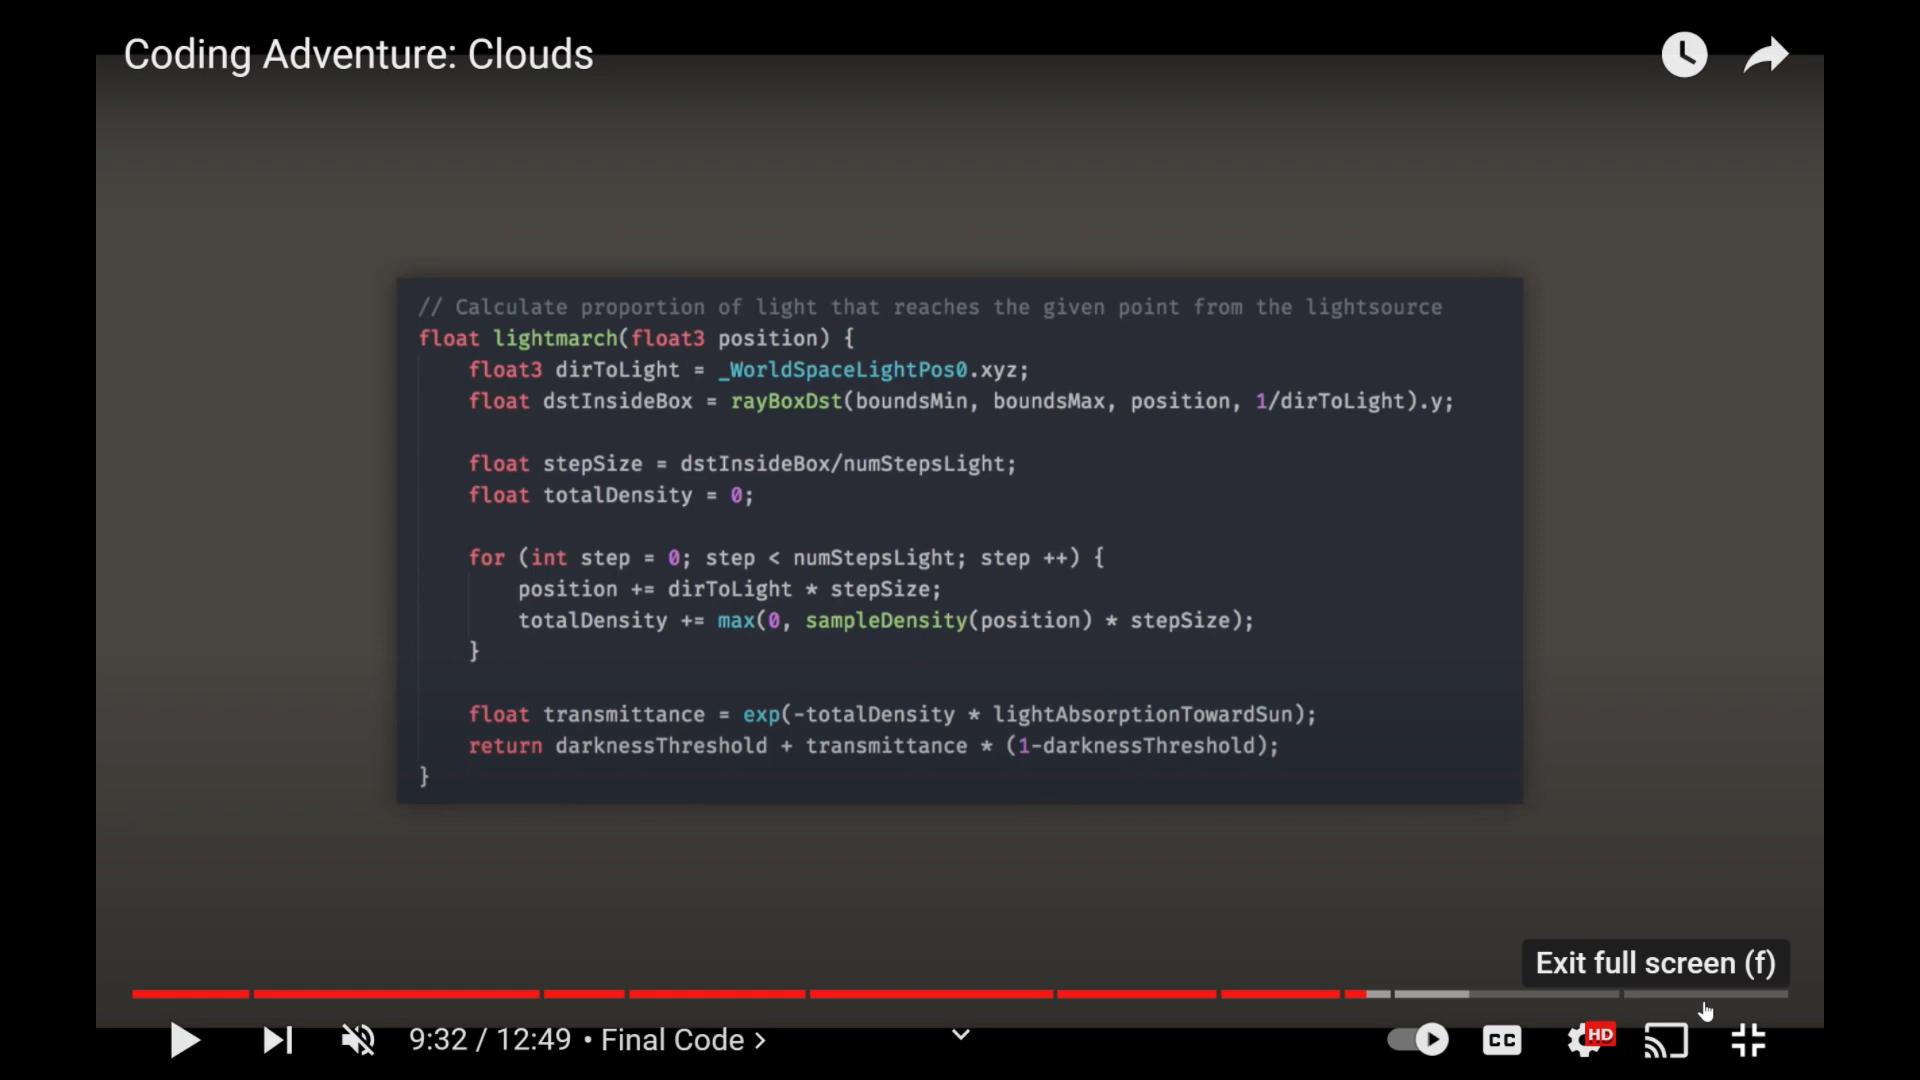 Coding Adventure: Clouds
// Calculate proportion of light that reaches the given point from the lightsource
float lightmarch(float3 position) {
    float3 dirToLight = _WorldSpaceLightPos0.xyz;
    float dstInsideBox = rayBoxDst(boundsMin, boundsMax, position, 1/dirToLight).y;
    float stepSize = dstInsideBox/numStepsLight;
    float totalDensity = 0;
    for (int step = 0; step < numStepsLight; step ++) {
        position += dirToLight * stepSize;
        totalDensity += max(0, sampleDensity(position) * stepSize);
    }
    float transmittance = exp(-totalDensity * lightAbsorptionTowardSun);
    return darknessThreshold + transmittance * (1-darknessThreshold);
}
Exit full screen (f)
9:32 / 12:49 • Final Code >
CC
HD